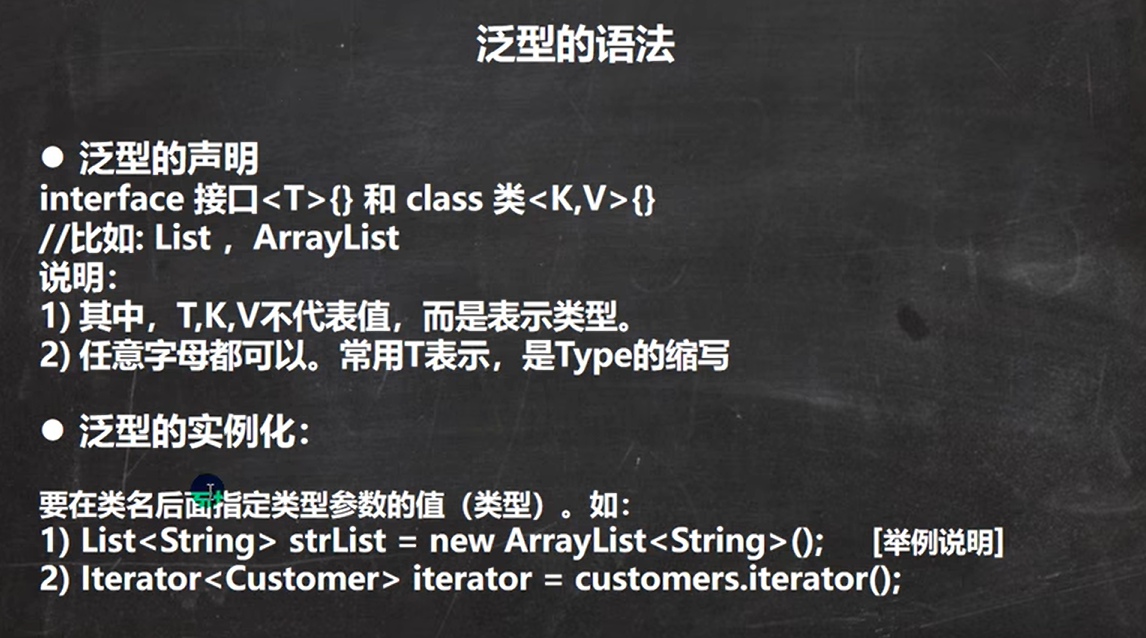 泛型的语法
● 泛型的声明
interface 接口<T>{} 和 class 类<K,V>{}
//比如: List ，ArrayList
说明：
1) 其中，T,K,V不代表值，而是表示类型。
2) 任意字母都可以。常用T表示，是Type的缩写
● 泛型的实例化：
要在类名后面指定类型参数的值（类型）。如：
1) List<String> strList = new ArrayList<String>(); [举例说明]
2) Iterator<Customer> iterator = customers.iterator();